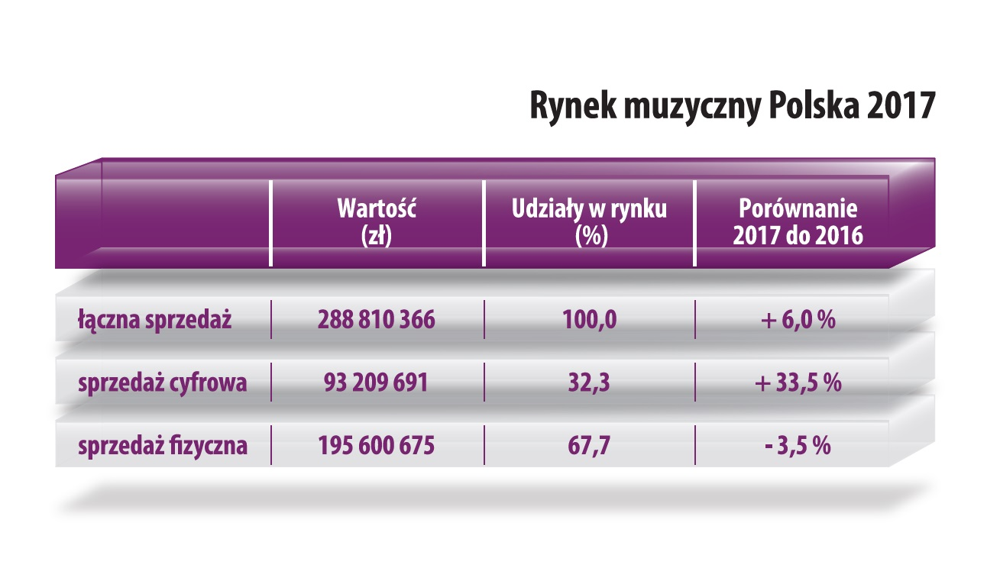 Rynek muzyczny Polska 2017
Wartość Udziały w rynku Porównanie
(zł) (%) 2017 do 2016
łączna sprzedaż 288 810 366 100,0 + 6,0 %
sprzedaż cyfrowa 93 209 691 32,3 + 33,5 %
sprzedaż fizyczna 195 600 675 67,7 - 3,5 %